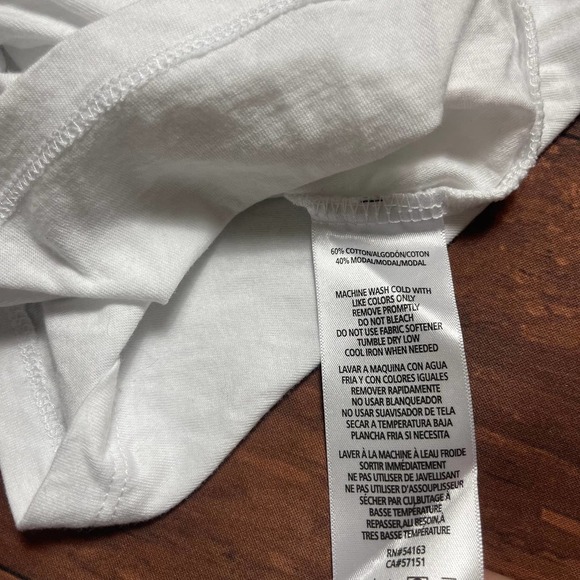 60% COTTON/ALGODÓN/COTON
40% MODAL/MODAL/MODAL
MACHINE WASH COLD WITH
LIKE COLORS ONLY
REMOVE PROMPTLY
DO NOT BLEACH
DO NOT USE FABRIC SOFTENER
TUMBLE DRY LOW
COOL IRON WHEN NEEDED
LAVAR A MAQUINA CON AGUA
FRIA Y CON COLORES IGUALES
REMOVER RAPIDAMENTE
NO USAR BLANQUEADOR
NO USAR SUAVISADOR DE TELA
SECAR A TEMPERATURA BAJA
PLANCHA FRIA SI NECESITA
LAVER À LA MACHINE À LEAU FROIDE
SORTIR IMMÉDIATEMENT
NE PAS UTILISER DE JAVELLISANT
NE PAS UTILISER D'ASSOUPLISSEUR
SÉCHER PAR CULBUTAGE À
BASSE TEMPÉRATURE
REPASSER,AU BESOIN,À
TRES BASSE TEMPÉRATURE
RN#54163
CA#57151